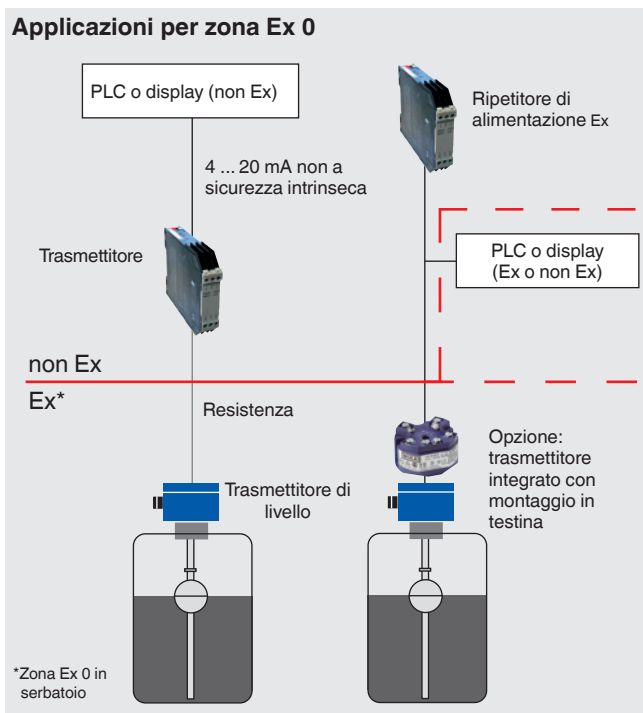 Applicazioni per zona Ex 0
PLC o display (non Ex)
Ripetitore di
alimentazione Ex
4 ... 20 mA non a
sicurezza intrinseca
Trasmettitore
PLC o display
(Ex o non Ex)
non Ex
Ex*
Resistenza
Opzione:
trasmettitore
integrato con
montaggio in
testina
Trasmettitore di
livello
*Zona Ex 0 in
serbatoio